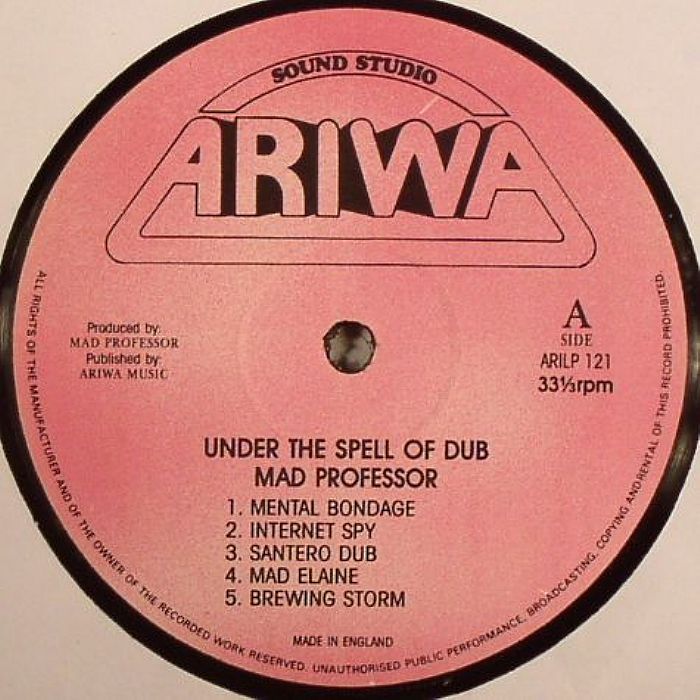 SOUND STUDIO
ARIWA
Produced by:
MAD PROFESSOR
Published by:
ARIWA MUSIC
A
SIDE
ARILP 121
33⅓rpm
UNDER THE SPELL OF DUB
MAD PROFESSOR
1. MENTAL BONDAGE
2. INTERNET SPY
3. SANTERO DUB
4. MAD ELAINE
5. BREWING STORM
MADE IN ENGLAND
ALL RIGHTS OF THE MANUFACTURER AND OF THE OWNER OF THE RECORDED WORK RESERVED. UNAUTHORISED PUBLIC PERFORMANCE, BROADCASTING, COPYING AND RENTAL OF THIS RECORD PROHIBITED.